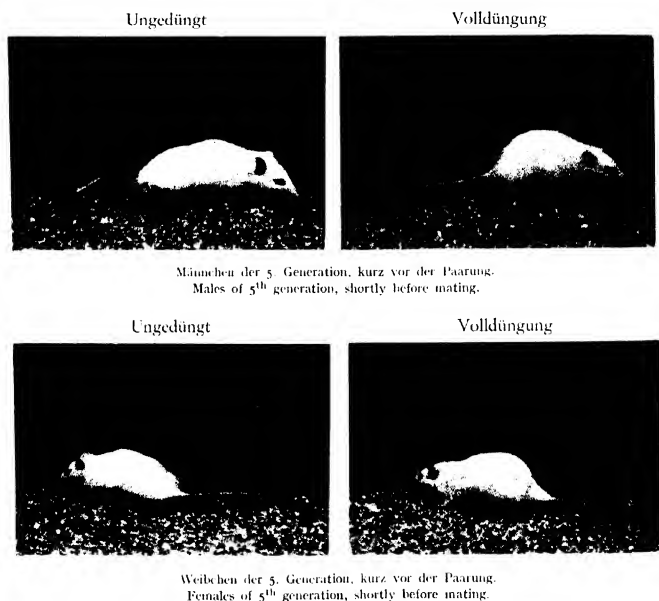 Ungedüngt Volldüngung
Männchen der 5. Generation, kurz vor der Paarung.
Males of 5th generation, shortly before mating.
Ungedüngt Volldüngung
Weibchen der 5. Generation, kurz vor der Paarung.
Females of 5th generation, shortly before mating.